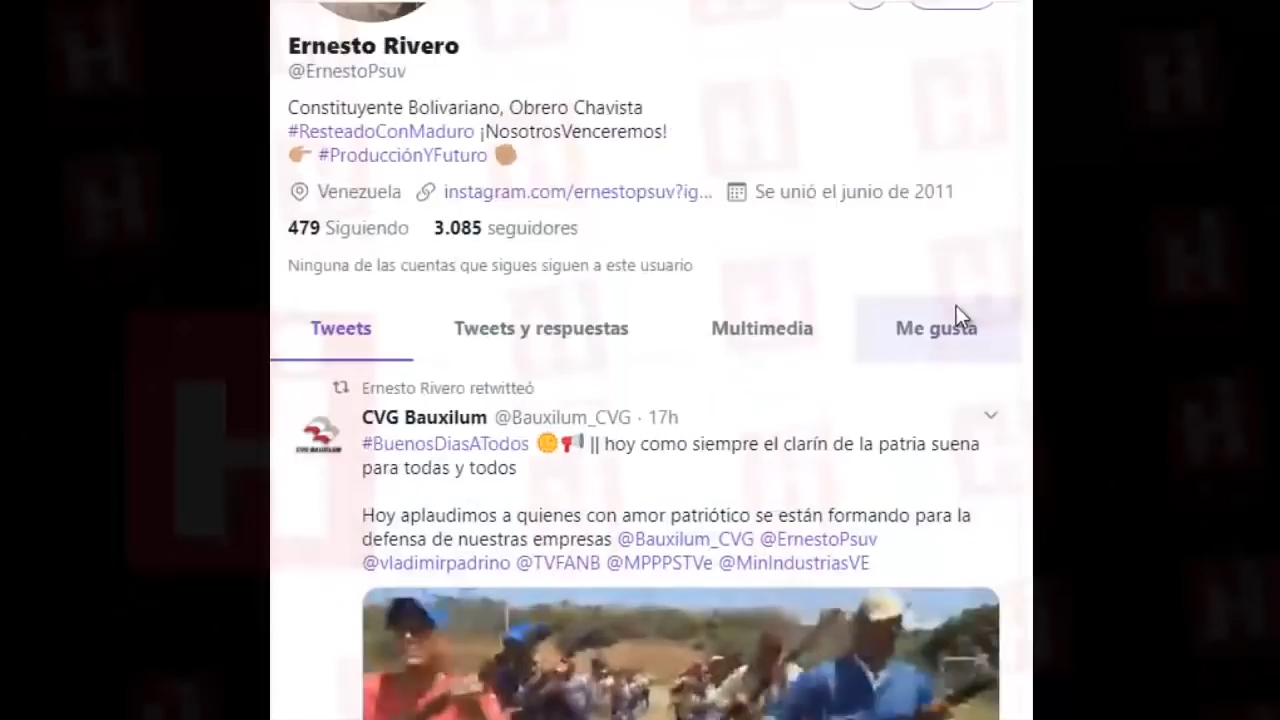 Ernesto Rivero
@ErnestoPsuv
Constituyente Bolivariano, Obrero Chavista
#ResteadoConMaduro ¡NosotrosVenceremos!
#ProducciónYFuturo
Venezuela instagram.com/ernestopsuv?ig... Se unió el junio de 2011
479 Siguiendo 3.085 seguidores
Ninguna de las cuentas que sigues siguen a este usuario
Tweets Tweets y respuestas Multimedia Me gusta
Ernesto Rivero retwitteó
CVG Bauxilum @Bauxilum_CVG · 17h
CVG BAUXILUM
#BuenosDiasATodos || hoy como siempre el clarín de la patria suena
para todas y todos
Hoy aplaudimos a quienes con amor patriótico se están formando para la
defensa de nuestras empresas @Bauxilum_CVG @ErnestoPsuv
@vladimirpadrino @TVFANB @MPPPSTVe @MinIndustriasVE